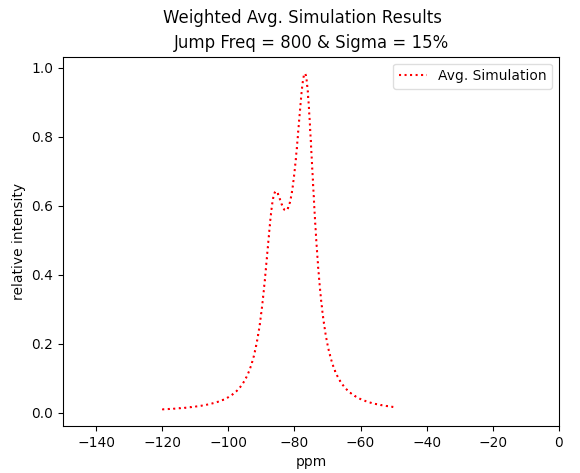 Weighted Avg. Simulation Results
Jump Freq = 800 & Sigma = 15%
Avg. Simulation
relative intensity
1.0
0.8
0.6
0.4
0.2
0.0
−140 −120 −100 −80 −60 −40 −20 0
ppm